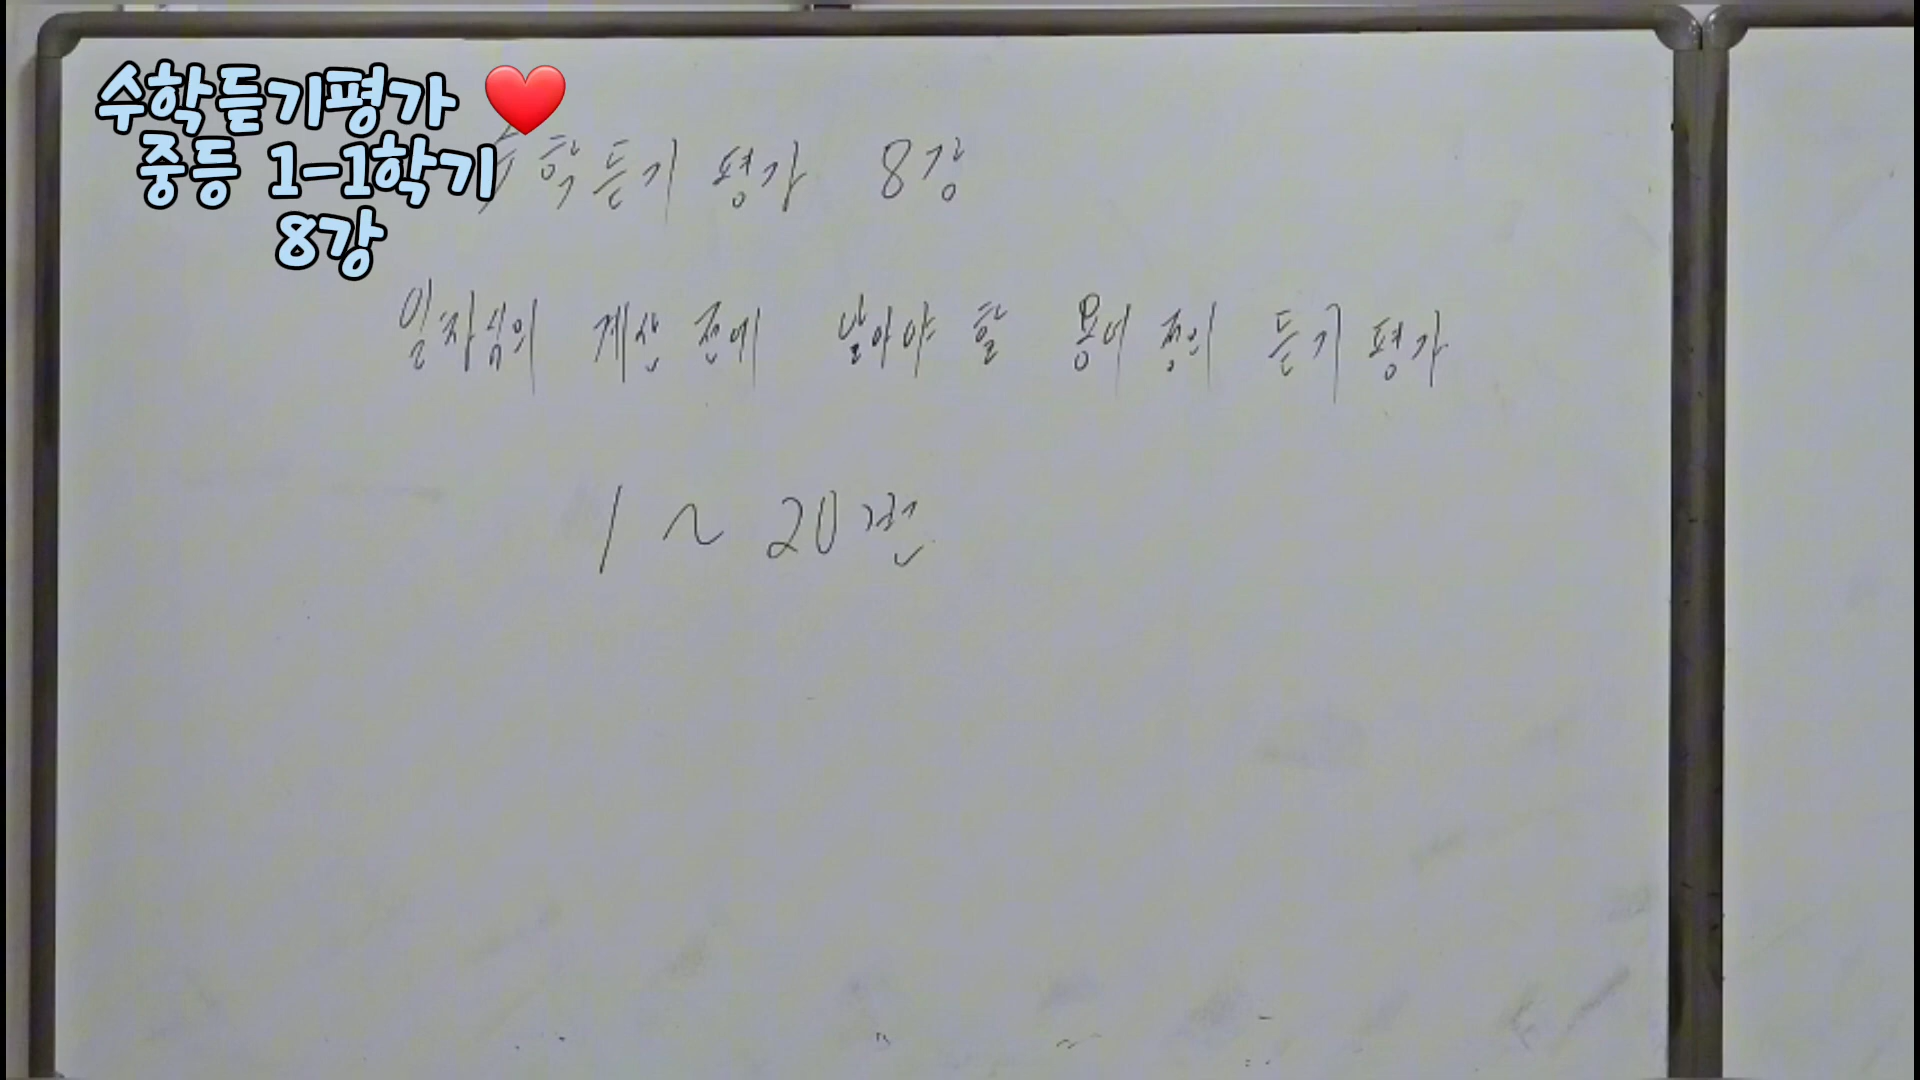 수학듣기평가 ❤️
중등 1-1학기
8강
수학듣기 평가 8강
일차식의 계산 전에 알아야 할 용어 정의 듣기 평가
1 ~ 20번